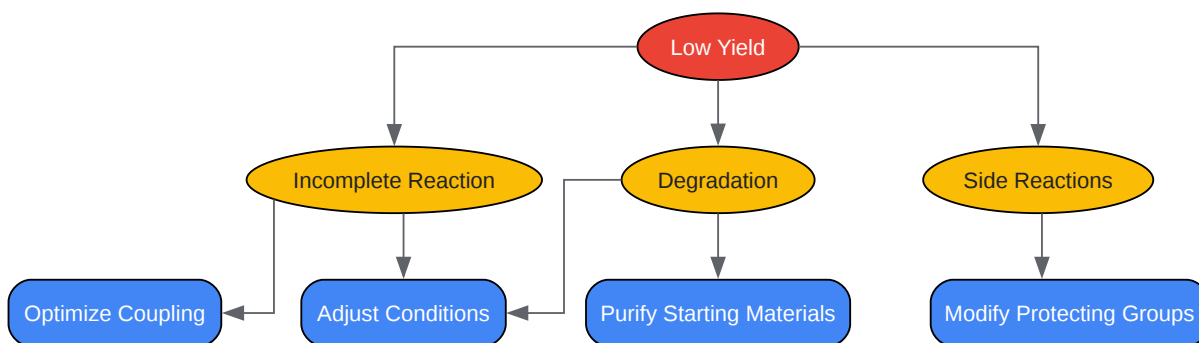 Low Yield
Incomplete Reaction
Degradation
Side Reactions
Optimize Coupling
Adjust Conditions
Purify Starting Materials
Modify Protecting Groups